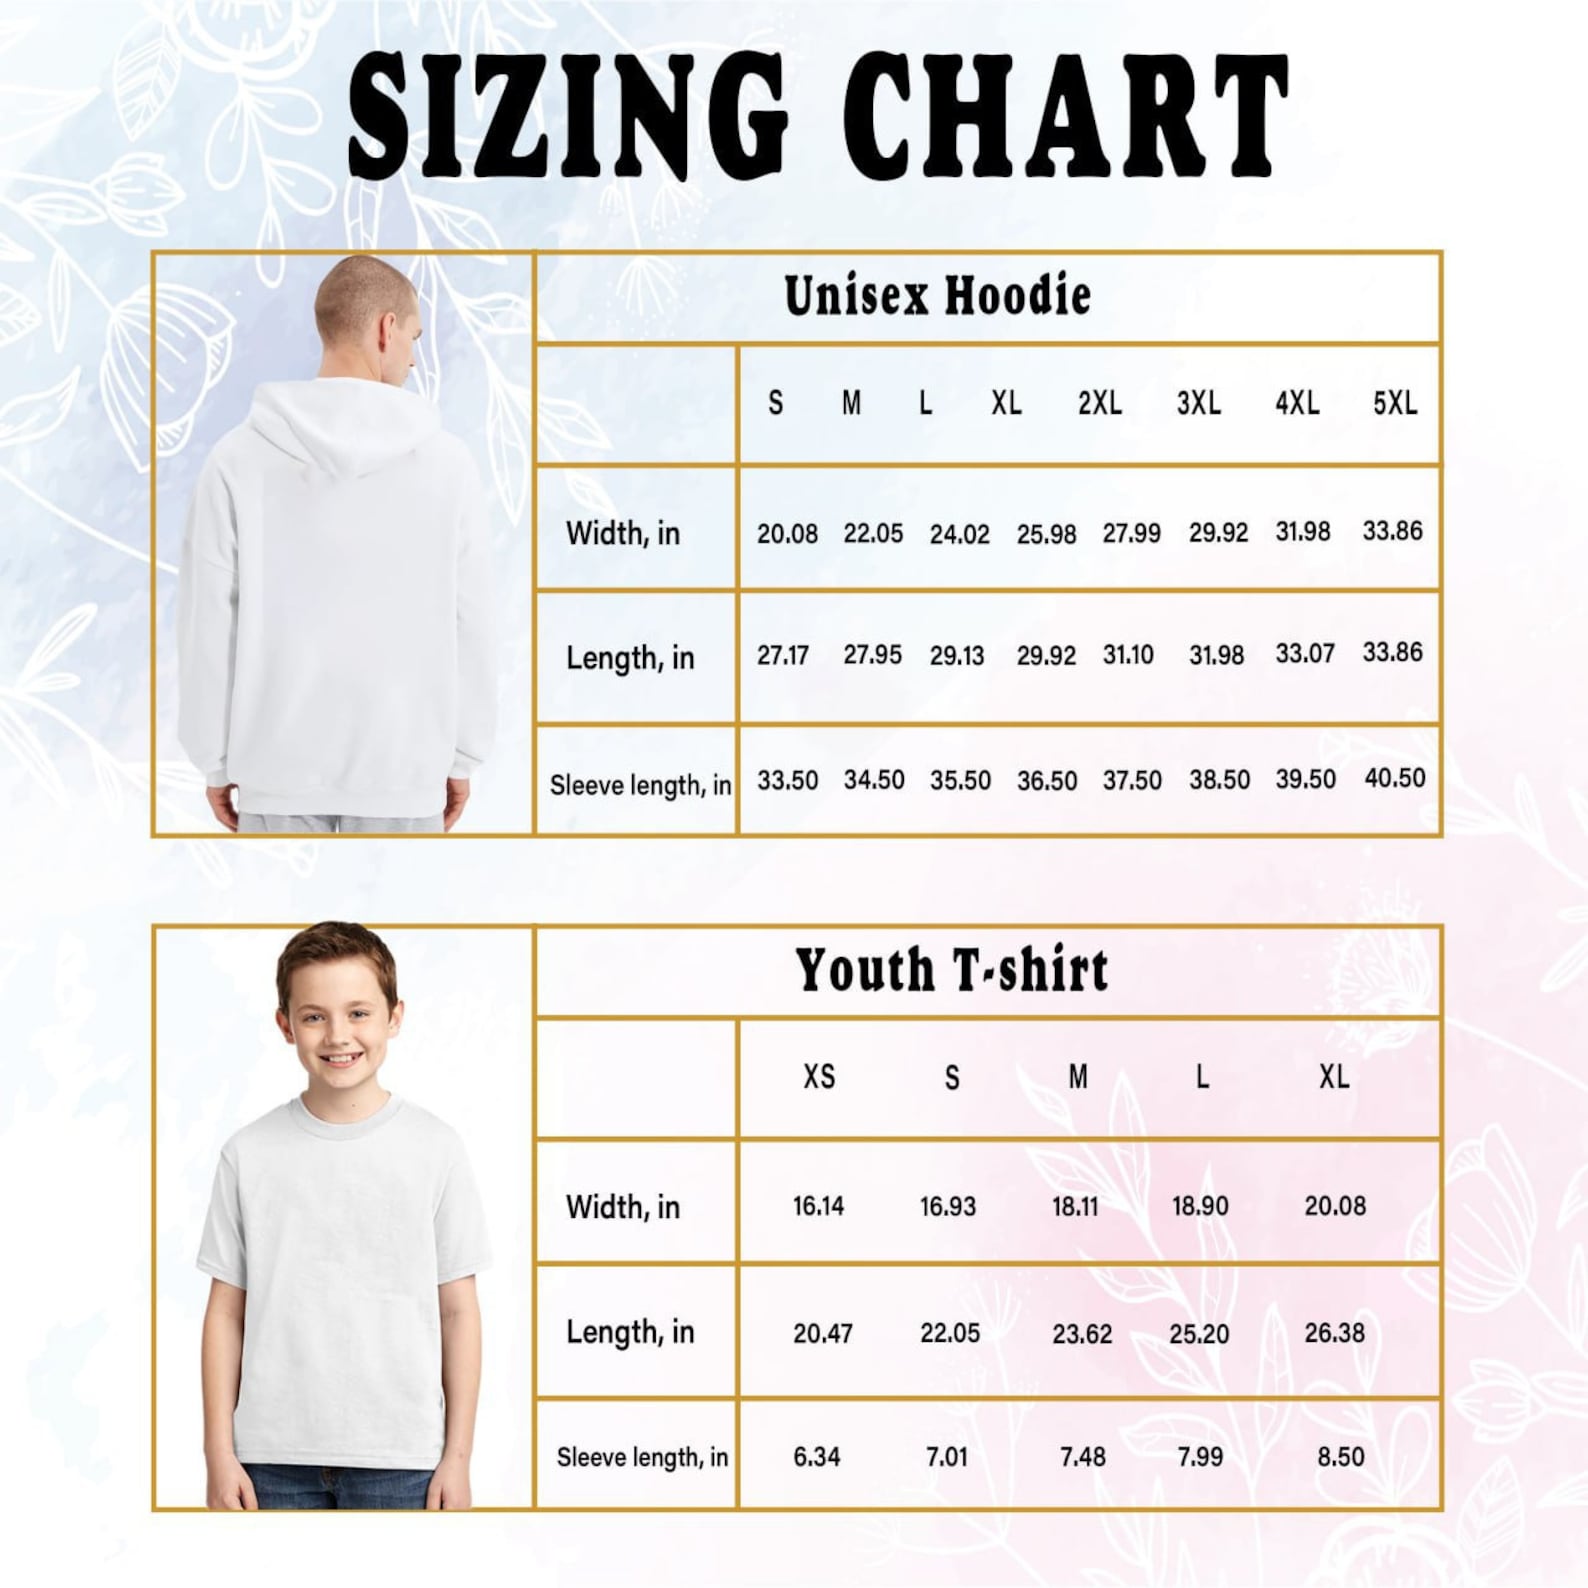 SIZING CHART
Unisex Hoodie
S M L XL 2XL 3XL 4XL 5XL
Width, in 20.08 22.05 24.02 25.98 27.99 29.92 31.98 33.86
Length, in 27.17 27.95 29.13 29.92 31.10 31.98 33.07 33.86
Sleeve length, in 33.50 34.50 35.50 36.50 37.50 38.50 39.50 40.50
Youth T-shirt
XS S M L XL
Width, in 16.14 16.93 18.11 18.90 20.08
Length, in 20.47 22.05 23.62 25.20 26.38
Sleeve length, in 6.34 7.01 7.48 7.99 8.50